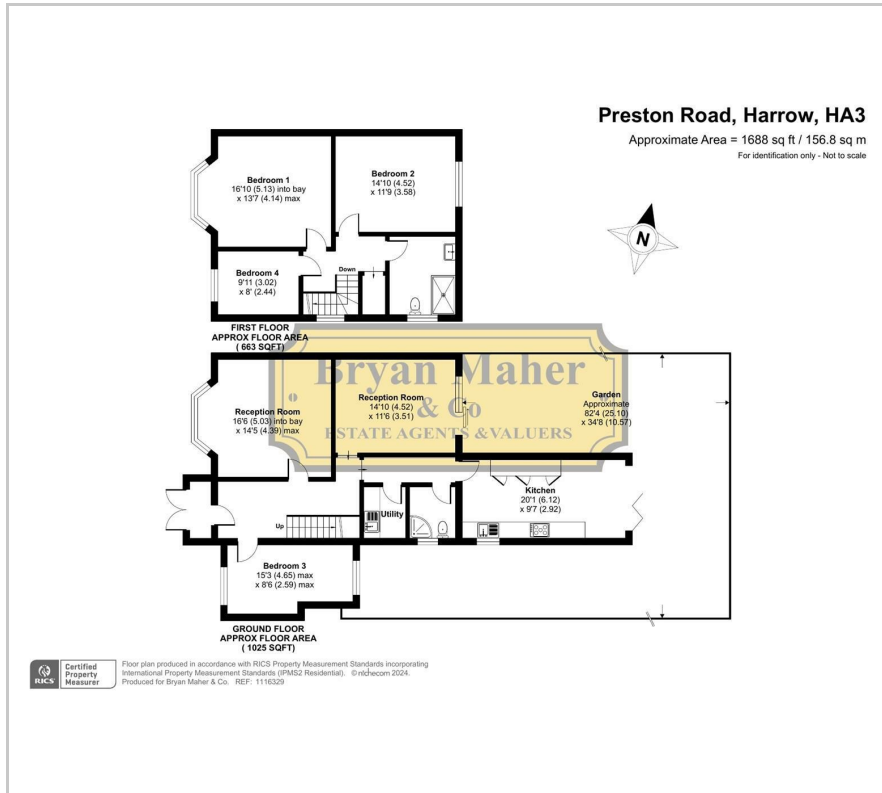 Preston Road, Harrow, HA3
Approximate Area = 1688 sq ft / 156.8 sq m
For identification only - Not to scale
N
Bedroom 1
16'10 (5.13) into bay
x 13'7 (4.14) max
Bedroom 2
14'10 (4.52)
x 11'9 (3.58)
Bedroom 4
9'11 (3.02)
x 8' (2.44)
Down
FIRST FLOOR
APPROX FLOOR AREA
( 663 SQFT)
Bryan Maher
& Co
ESTATE AGENTS & VALUERS
Reception Room
16'6 (5.03) into bay
x 14'5 (4.39) max
Reception Room
14'10 (4.52)
x 11'6 (3.51)
Garden
Approximate
82'4 (25.10)
x 34'8 (10.57)
Kitchen
20'1 (6.12)
x 9'7 (2.92)
Utility
Up
Bedroom 3
15'3 (4.65) max
x 8'6 (2.59) max
GROUND FLOOR
APPROX FLOOR AREA
( 1025 SQFT)
RICS
Certified
Property
Measurer
Floor plan produced in accordance with RICS Property Measurement Standards incorporating
International Property Measurement Standards (IPMS2 Residential). © nichecom 2024.
Produced for Bryan Maher & Co. REF: 1116329